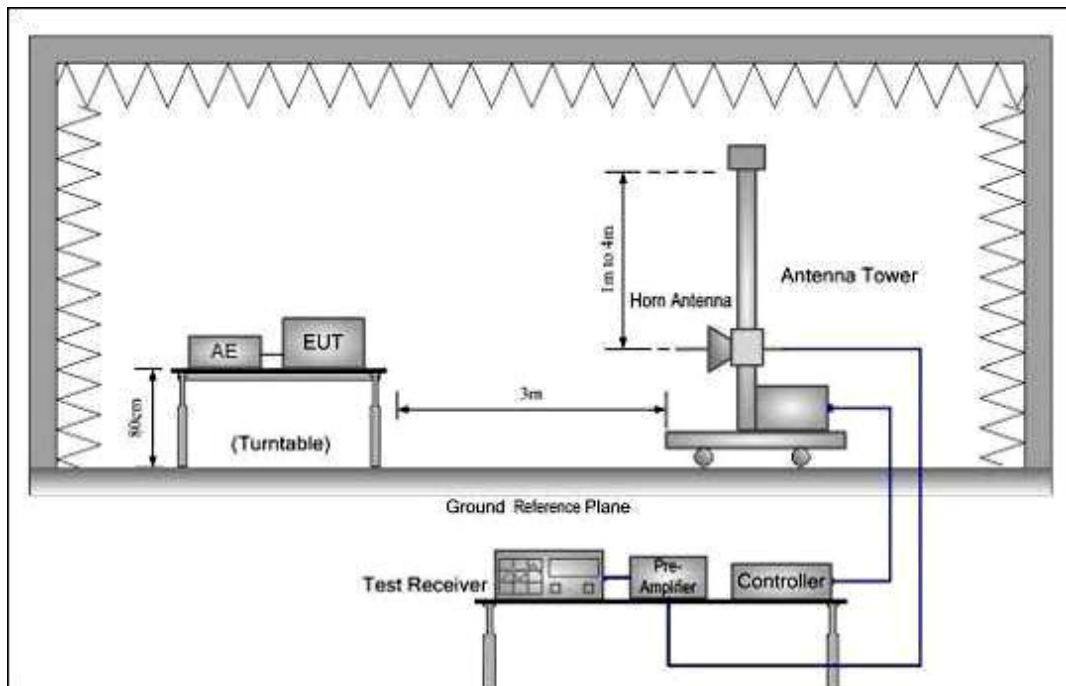 1m to 4m
Antenna Tower
Horn Antenna
AE
EUT
80cm
3m
(Turntable)
Ground Reference Plane
Test Receiver
Pre-
Amplifier
Controller